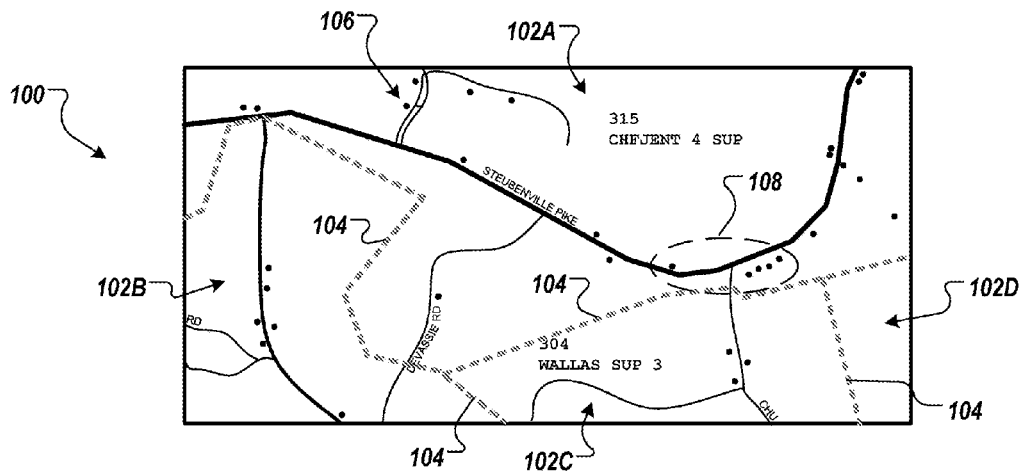 106
102A
100
315
CHFJENT 4 SUP
108
STEUBENVILLE PIKE
104
102B
104
102D
RD
DEVASSIE RD
304
WALLAS SUP 3
CHU
104
104
102C